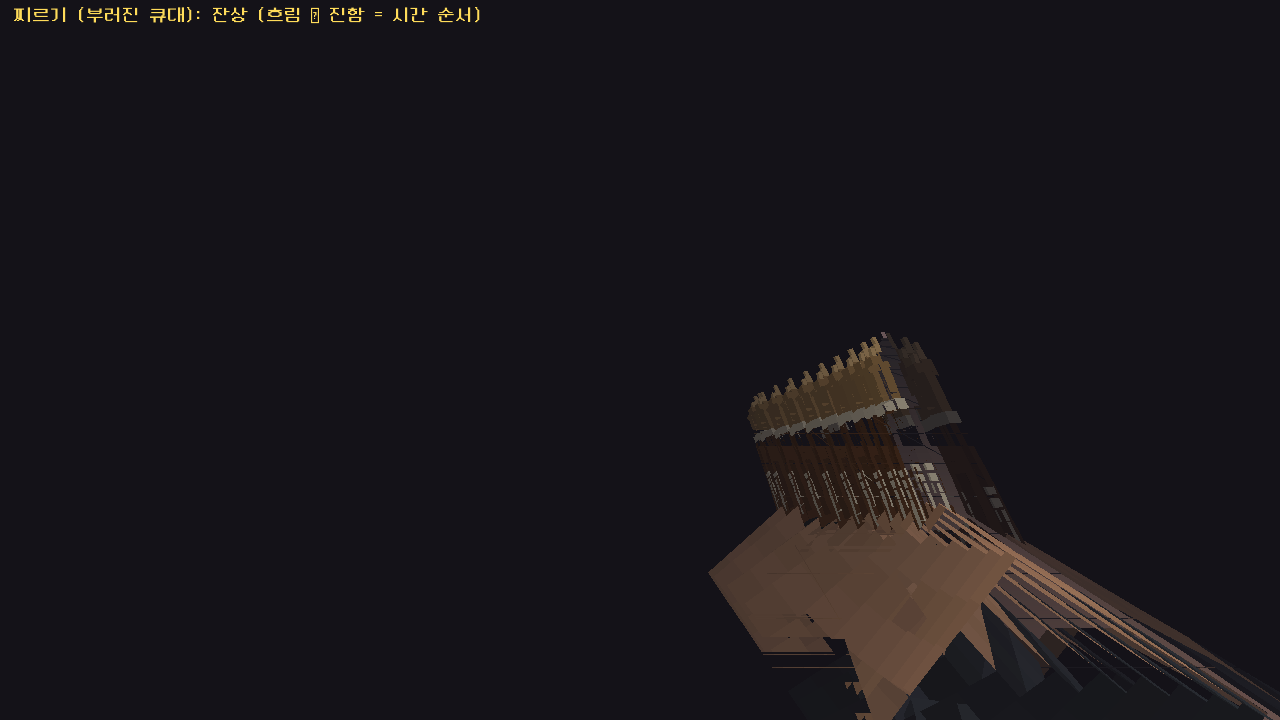 찌르기 (부러진 큐대): 잔상 (흐림 → 진함 = 시간 순서)